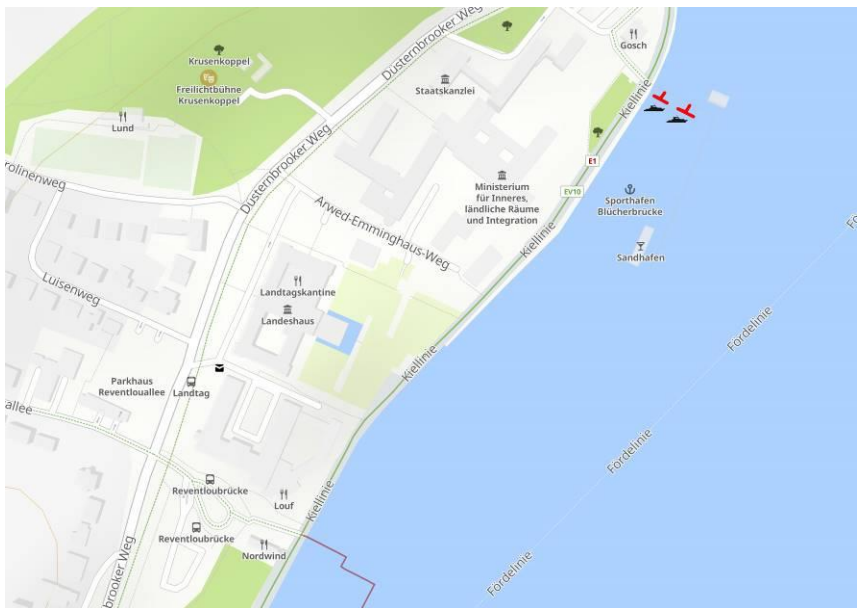 Krusenkoppel
Freilichtbühne
Krusenkoppel
Lund
Düsternbrooker Weg
Staatskanzlei
Gosch
Kiellinie
E1
EV10
Ministerium
für Inneres,
ländliche Räume
und Integration
Sporthafen
Blücherbrücke
Sandhafen
rolinenweg
Düsternbrooker Weg
Arwed-Emminghaus-Weg
Kiellinie
Luisenweg
Landtagskantine
Landeshaus
Fördelinie
Kiellinie
Parkhaus
Reventlouallee
Landtag
allee
Fördelinie
Reventloubrücke
Louf
Kiellinie
Reventloubrücke
Nordwind
Düsternbrooker Weg
Fördelinie